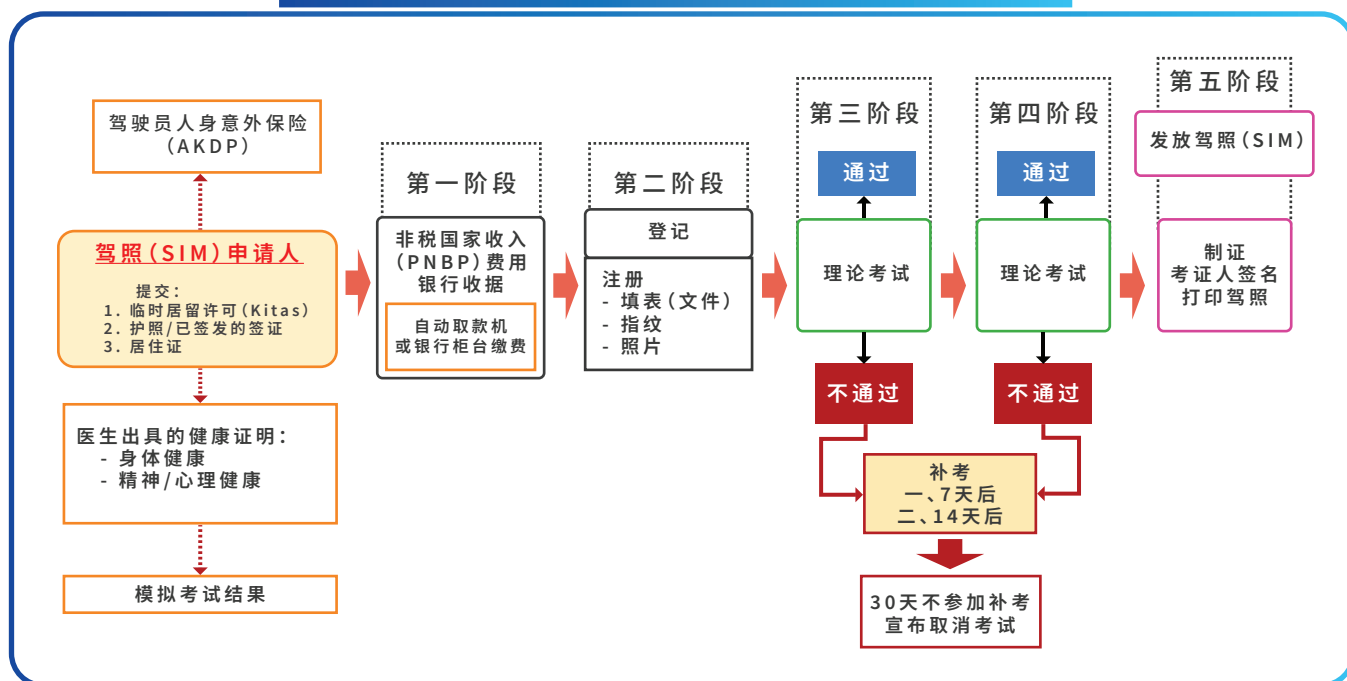 驾驶员人身意外保险
（AKDP）
驾照（SIM）申请人
提交：
1. 临时居留许可（Kitas）
2. 护照/已签发的签证
3. 居住证
医生出具的健康证明：
- 身体健康
- 精神/心理健康
模拟考试结果
第一阶段
非税国家收入
（PNBP）费用
银行收据
自动取款机
或银行柜台缴费
第二阶段
登记
注册
- 填表（文件）
- 指纹
- 照片
第三阶段
通过
理论考试
不通过
第四阶段
通过
理论考试
不通过
补考
一、7天后
二、14天后
30天不参加补考
宣布取消考试
第五阶段
发放驾照（SIM）
制证
考证人签名
打印驾照